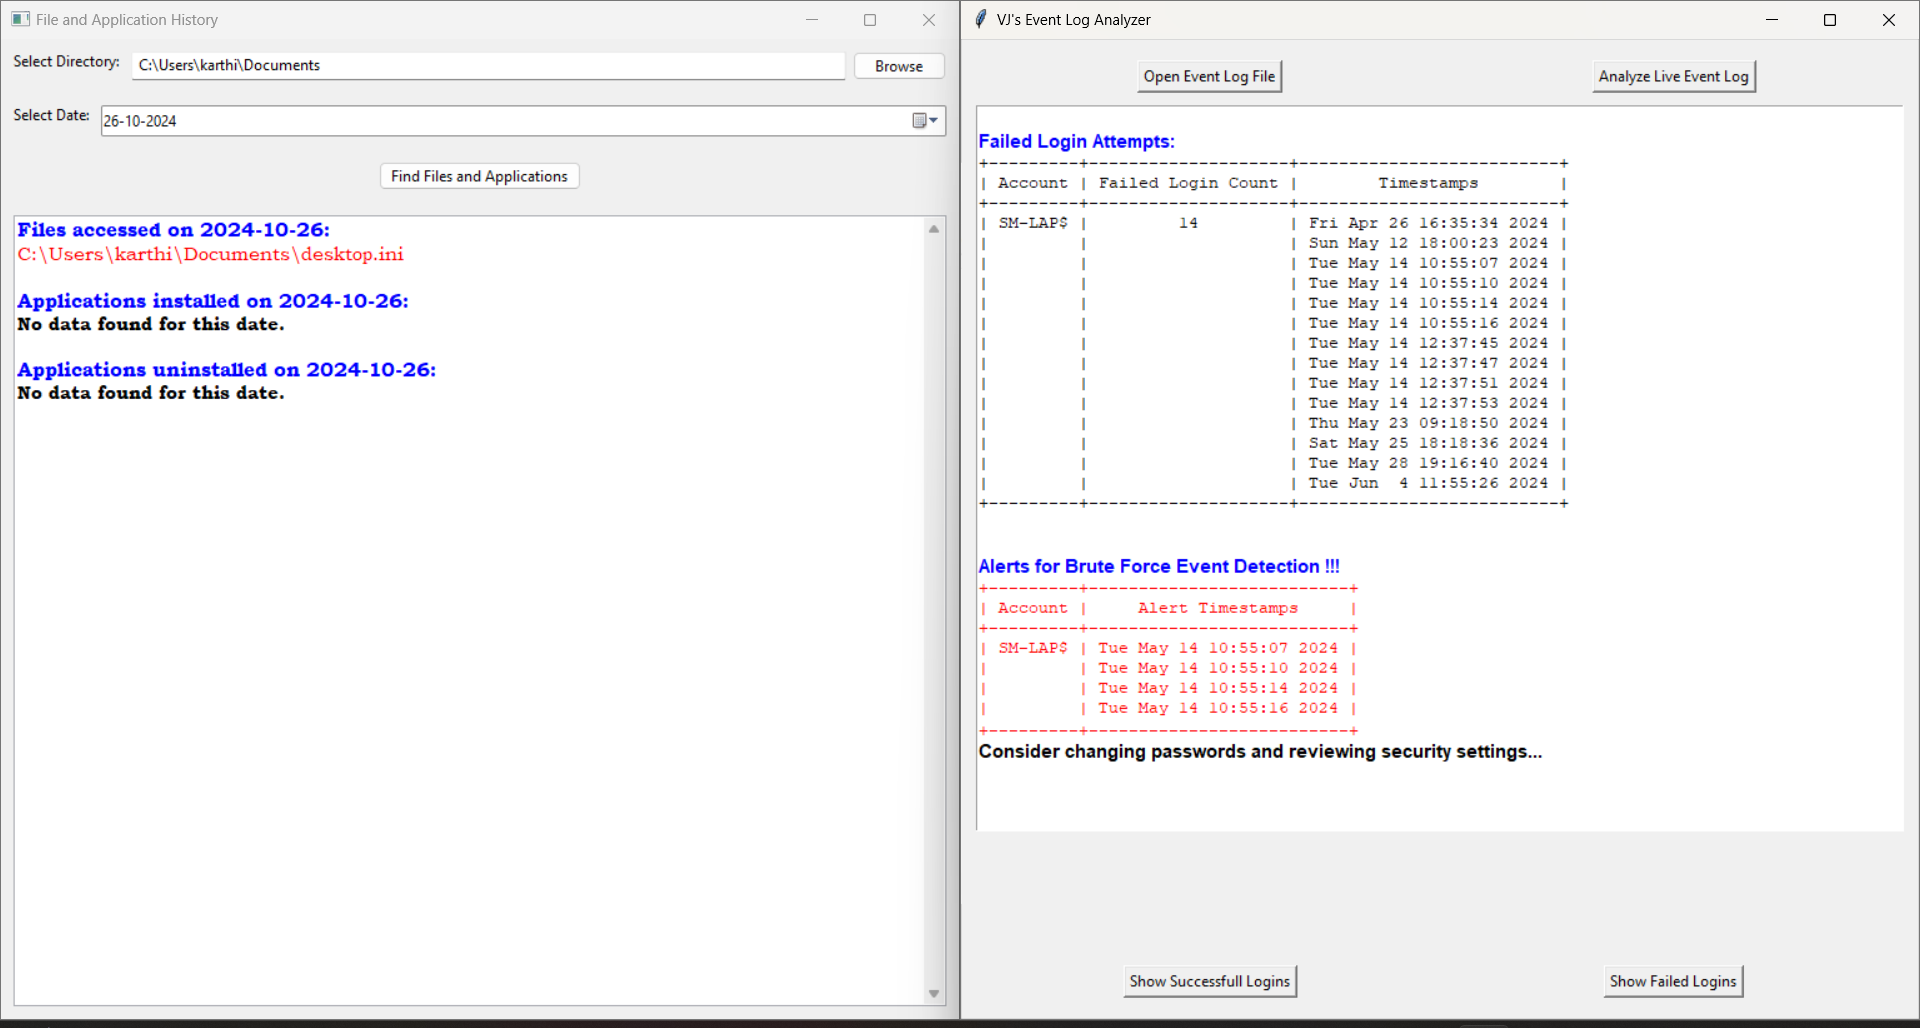 File and Application History
Select Directory: C:\Users\karthi\Documents Browse
Select Date: 26-10-2024
Find Files and Applications
Files accessed on 2024-10-26:
C:\Users\karthi\Documents\desktop.ini
Applications installed on 2024-10-26:
No data found for this date.
Applications uninstalled on 2024-10-26:
No data found for this date.
VJ's Event Log Analyzer
Open Event Log File Analyze Live Event Log
Failed Login Attempts:
+---------+--------------------+--------------------------+
| Account | Failed Login Count |        Timestamps        |
+---------+--------------------+--------------------------+
| SM-LAP$ |         14         | Fri Apr 26 16:35:34 2024 |
|         |                    | Sun May 12 18:00:23 2024 |
|         |                    | Tue May 14 10:55:07 2024 |
|         |                    | Tue May 14 10:55:10 2024 |
|         |                    | Tue May 14 10:55:14 2024 |
|         |                    | Tue May 14 10:55:16 2024 |
|         |                    | Tue May 14 12:37:45 2024 |
|         |                    | Tue May 14 12:37:47 2024 |
|         |                    | Tue May 14 12:37:51 2024 |
|         |                    | Tue May 14 12:37:53 2024 |
|         |                    | Thu May 23 09:18:50 2024 |
|         |                    | Sat May 25 18:18:36 2024 |
|         |                    | Tue May 28 19:16:40 2024 |
|         |                    | Tue Jun  4 11:55:26 2024 |
+---------+--------------------+--------------------------+
Alerts for Brute Force Event Detection !!!
+---------+--------------------------+
| Account |     Alert Timestamps     |
+---------+--------------------------+
| SM-LAP$ | Tue May 14 10:55:07 2024 |
|         | Tue May 14 10:55:10 2024 |
|         | Tue May 14 10:55:14 2024 |
|         | Tue May 14 10:55:16 2024 |
+---------+--------------------------+
Consider changing passwords and reviewing security settings...
Show Successfull Logins Show Failed Logins